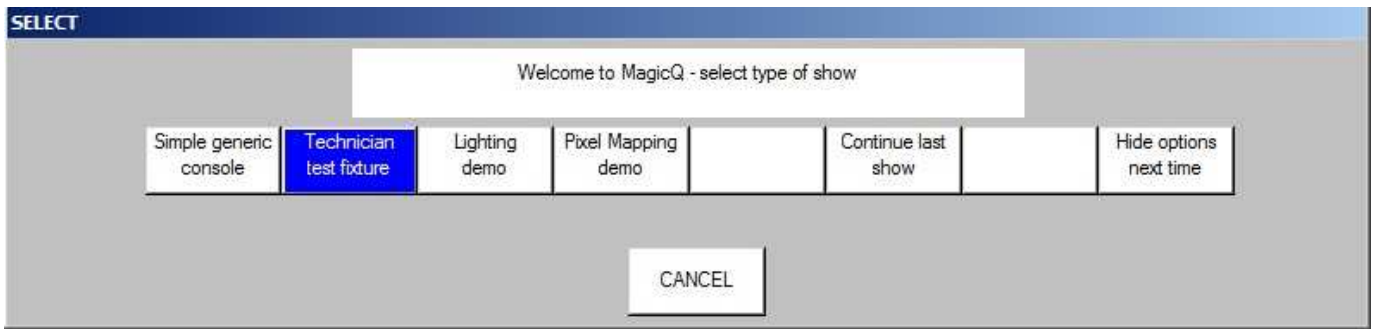 SELECT
Welcome to MagicQ - select type of show
Simple generic
console
Technician
test fixture
Lighting
demo
Pixel Mapping
demo
Continue last
show
Hide options
next time
CANCEL